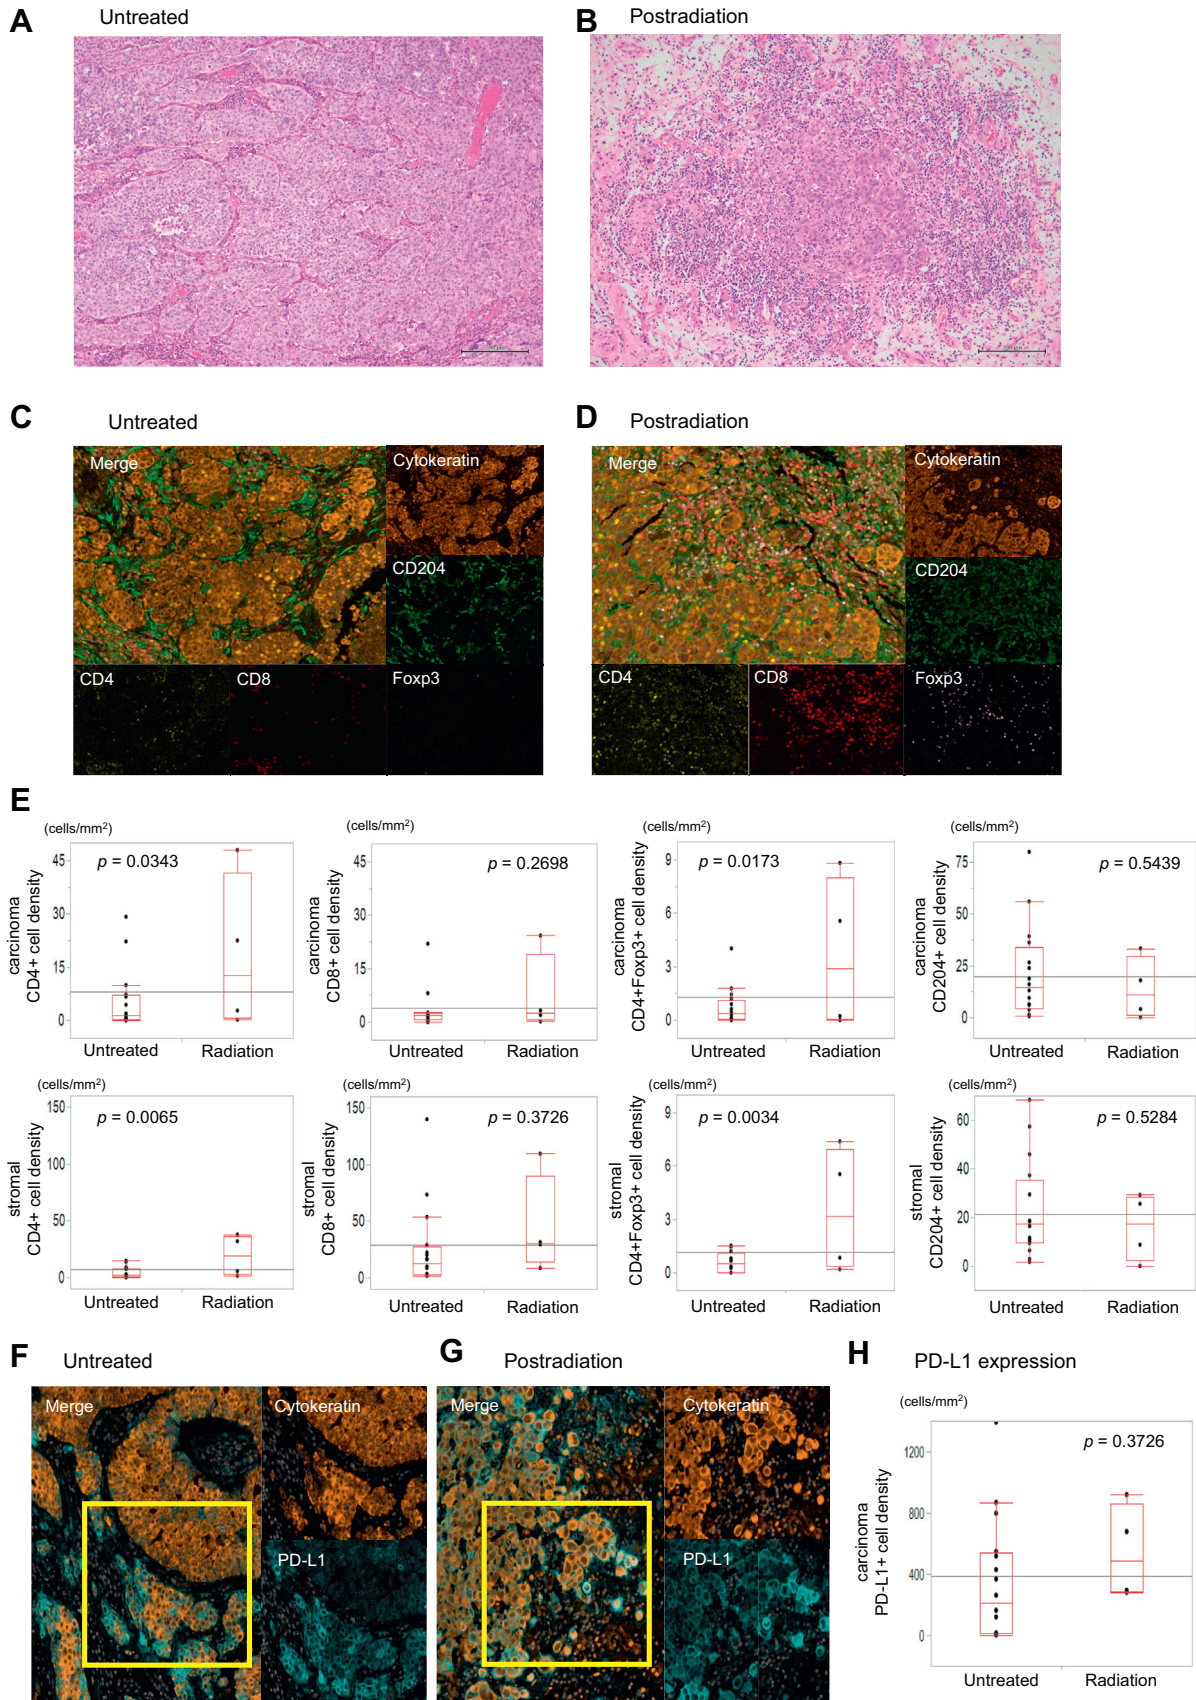 A Untreated
B Postradiation
C Untreated
Merge
Cytokeratin
CD204
CD4
CD8
Foxp3
D Postradiation
Merge
Cytokeratin
CD204
CD4
CD8
Foxp3
E
(cells/mm²)
carcinoma
CD4+ cell density
p = 0.0343
45
30
15
0
Untreated
Radiation
(cells/mm²)
carcinoma
CD8+ cell density
p = 0.2698
45
30
15
0
Untreated
Radiation
(cells/mm²)
carcinoma
CD4+Foxp3+ cell density
p = 0.0173
9
6
3
0
Untreated
Radiation
(cells/mm²)
carcinoma
CD204+ cell density
p = 0.5439
75
50
25
0
Untreated
Radiation
(cells/mm²)
stromal
CD4+ cell density
p = 0.0065
150
100
50
0
Untreated
Radiation
(cells/mm²)
stromal
CD8+ cell density
p = 0.3726
150
100
50
0
Untreated
Radiation
(cells/mm²)
stromal
CD4+Foxp3+ cell density
p = 0.0034
9
6
3
0
Untreated
Radiation
(cells/mm²)
stromal
CD204+ cell density
p = 0.5284
60
40
20
0
Untreated
Radiation
F Untreated
Merge
Cytokeratin
PD-L1
G Postradiation
Merge
Cytokeratin
PD-L1
H PD-L1 expression
(cells/mm²)
carcinoma
PD-L1+ cell density
p = 0.3726
1200
800
400
0
Untreated
Radiation